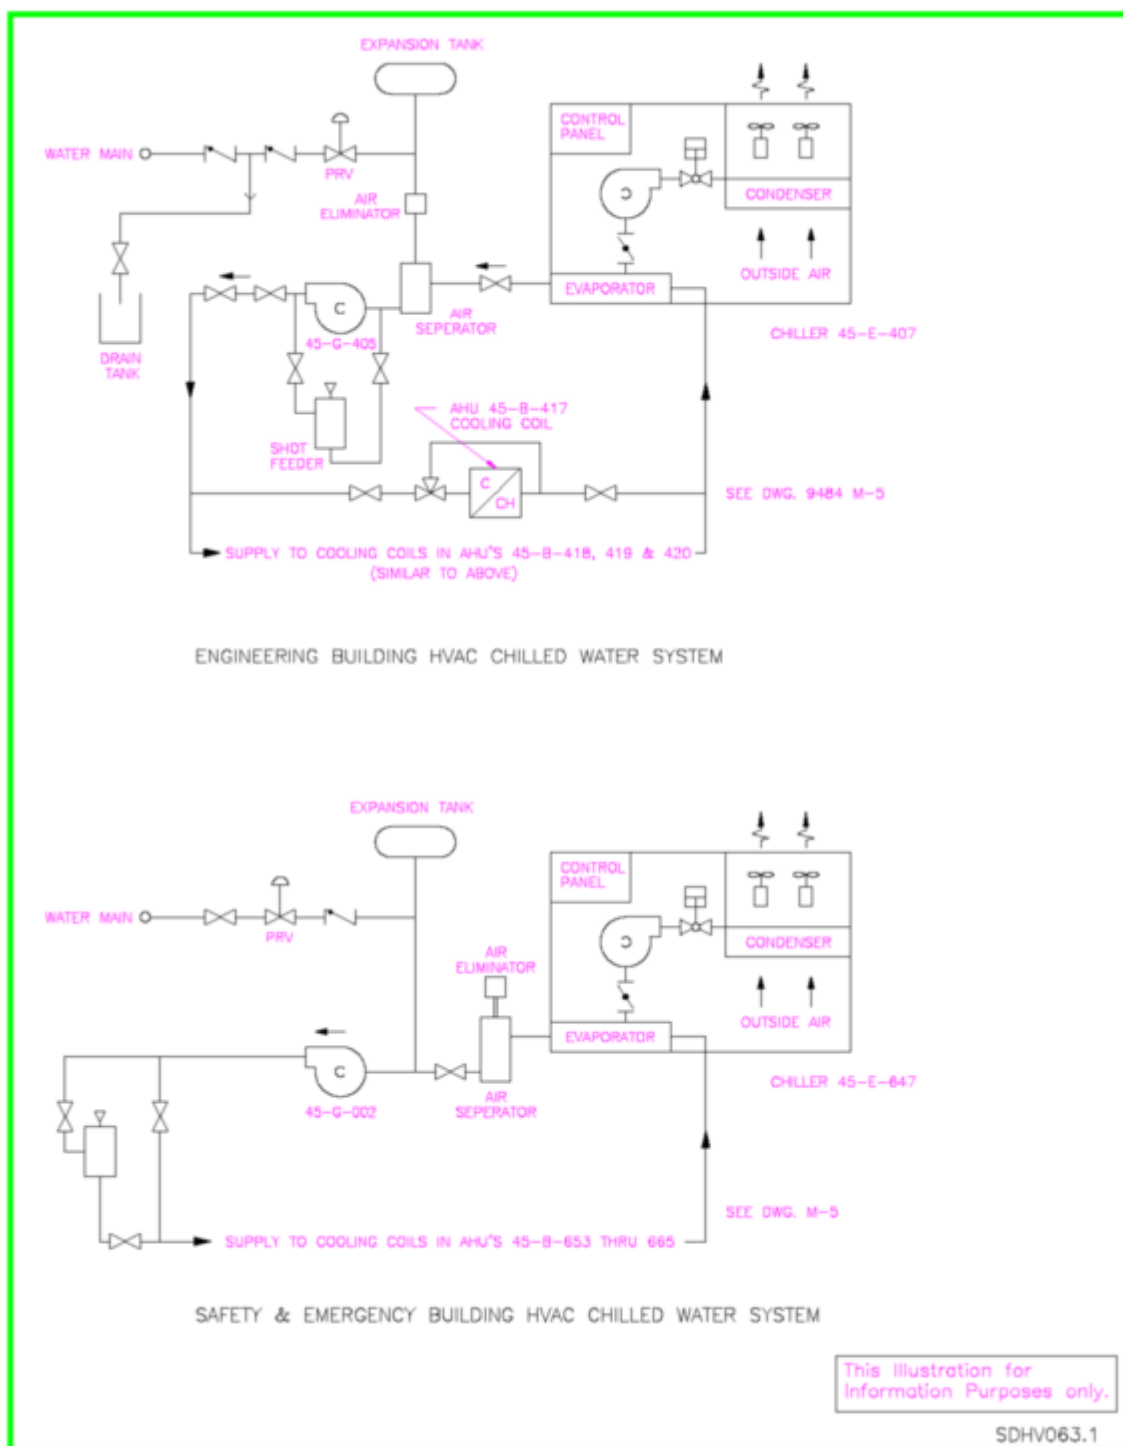 EXPANSION TANK
CONTROL
PANEL
WATER MAIN
PRV
AIR
ELIMINATOR
C
CONDENSER
OUTSIDE AIR
EVAPORATOR
C
45-G-405
AIR
SEPERATOR
CHILLER 45-E-407
DRAIN
TANK
AHU 45-B-417
COOLING COIL
SHOT
FEEDER
C
CH
SEE DWG. 9484 M-5
SUPPLY TO COOLING COILS IN AHU'S 45-B-418, 419 & 420
(SIMILAR TO ABOVE)
ENGINEERING BUILDING HVAC CHILLED WATER SYSTEM
EXPANSION TANK
CONTROL
PANEL
WATER MAIN
PRV
AIR
ELIMINATOR
C
CONDENSER
OUTSIDE AIR
EVAPORATOR
C
45-G-002
AIR
SEPERATOR
CHILLER 45-E-647
SEE DWG. M-5
SUPPLY TO COOLING COILS IN AHU'S 45-B-653 THRU 665
SAFETY & EMERGENCY BUILDING HVAC CHILLED WATER SYSTEM
This Illustration for
Information Purposes only.
SDHV063.1